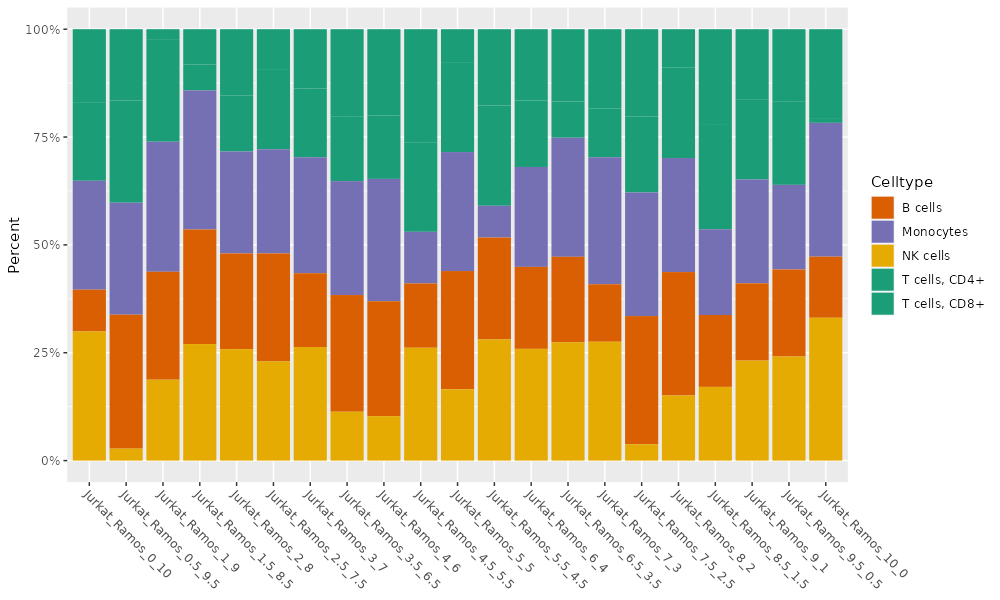 100%
75%
50%
25%
0%
Percent
Jurkat_Ramos_0_10
Jurkat_Ramos_0.5_9.5
Jurkat_Ramos_1_9
Jurkat_Ramos_1.5_8.5
Jurkat_Ramos_2_8
Jurkat_Ramos_2.5_7.5
Jurkat_Ramos_3_7
Jurkat_Ramos_3.5_6.5
Jurkat_Ramos_4_6
Jurkat_Ramos_4.5_5.5
Jurkat_Ramos_5_5
Jurkat_Ramos_5.5_4.5
Jurkat_Ramos_6_4
Jurkat_Ramos_6.5_3.5
Jurkat_Ramos_7_3
Jurkat_Ramos_7.5_2.5
Jurkat_Ramos_8_2
Jurkat_Ramos_8.5_1.5
Jurkat_Ramos_9_1
Jurkat_Ramos_9.5_0.5
Jurkat_Ramos_10_0
Celltype
B cells
Monocytes
NK cells
T cells, CD4+
T cells, CD8+